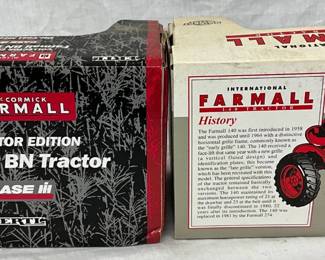 McCORMICK
FARMALL
TOR EDITION
BN Tractor
CASE III
ERTL
INTERNATIONAL
FARMALL
140 TRACTOR
History
The Farmall 140 was first introduced in 1958
and was produced until 1964 with a distinctive
horizontal grille frame, commonly known as the
"early grille" 140. The 140 received a
face-lift that same year with a new grille
(a vertical fluted design) and
identification plates; this became
known as the "late grille" version,
which has been recreated with this
model. The general specifications
of the tractor remained basically
unchanged between the two
versions. The 140 maintained its
maximum horsepower rating of 21 at
the drawbar and 23 at the belt until it
was finally discontinued in 1980, 22
years after its introduction. The 140 was
replaced in 1981 by the Farmall 274